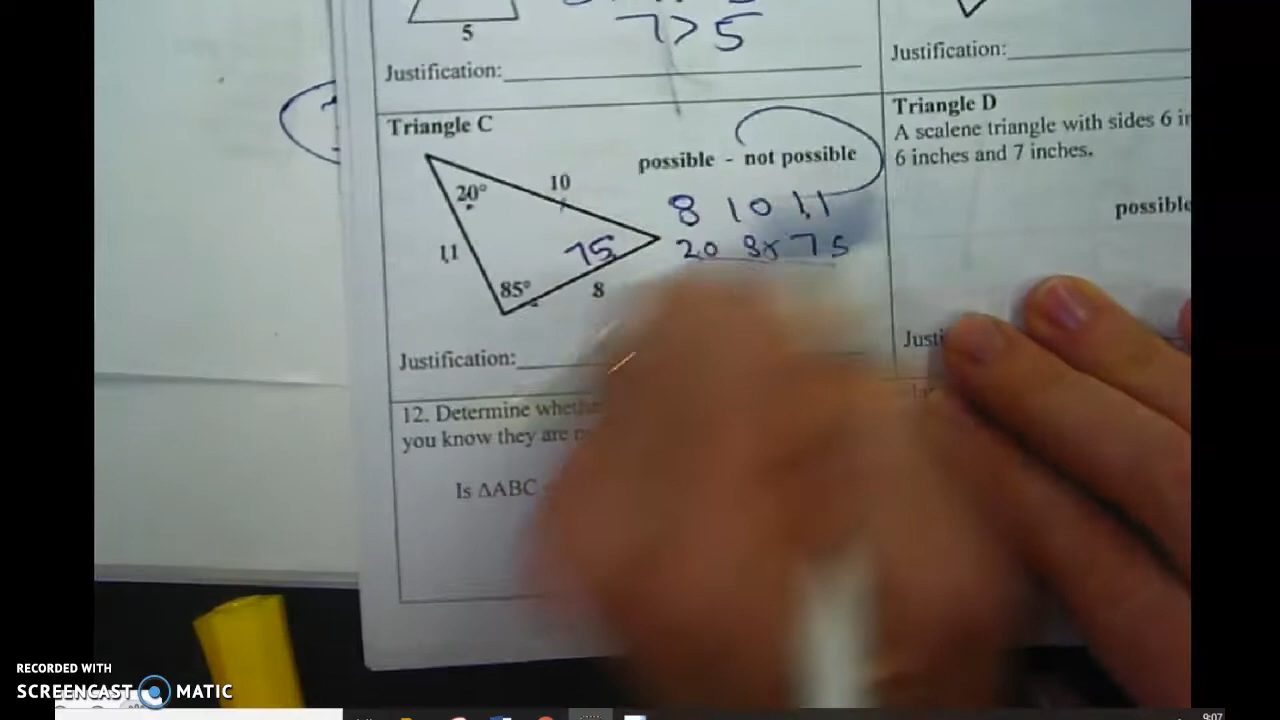 5
7 > 5
Justification:
Justification:
Triangle C
possible - not possible
20°
10
11
75
85°
8
8 10 11
20 85 75
Justification:
Triangle D
A scalene triangle with sides 6
6 inches and 7 inches.
possible
12. Determine
you know they are
Is ΔABC
RECORDED WITH
SCREENCAST MATIC
9:07